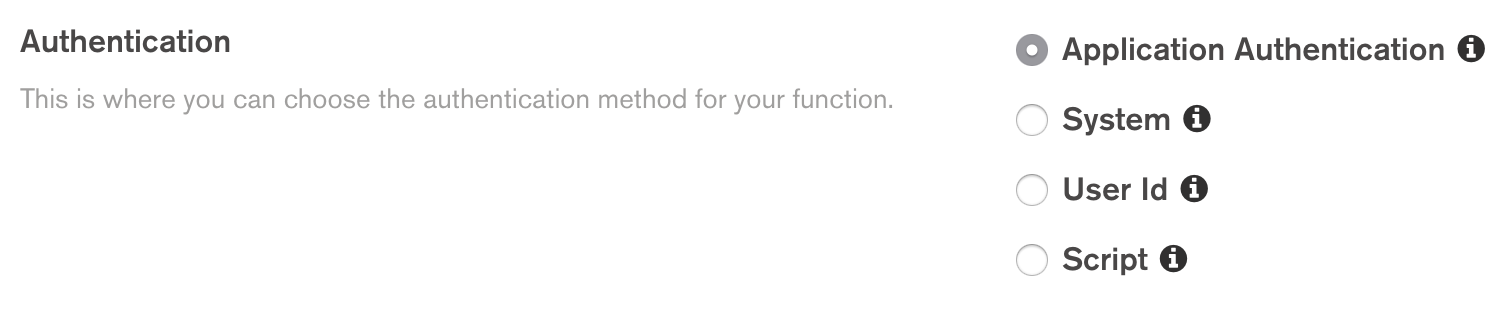 Authentication
This is where you can choose the authentication method for your function.
Application Authentication
System
User Id
Script